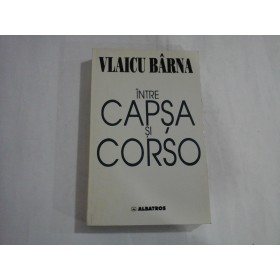 VLAICU BÂRNA
ÎNTRE
CAPȘA
ȘI
CORSO
ALBATROS